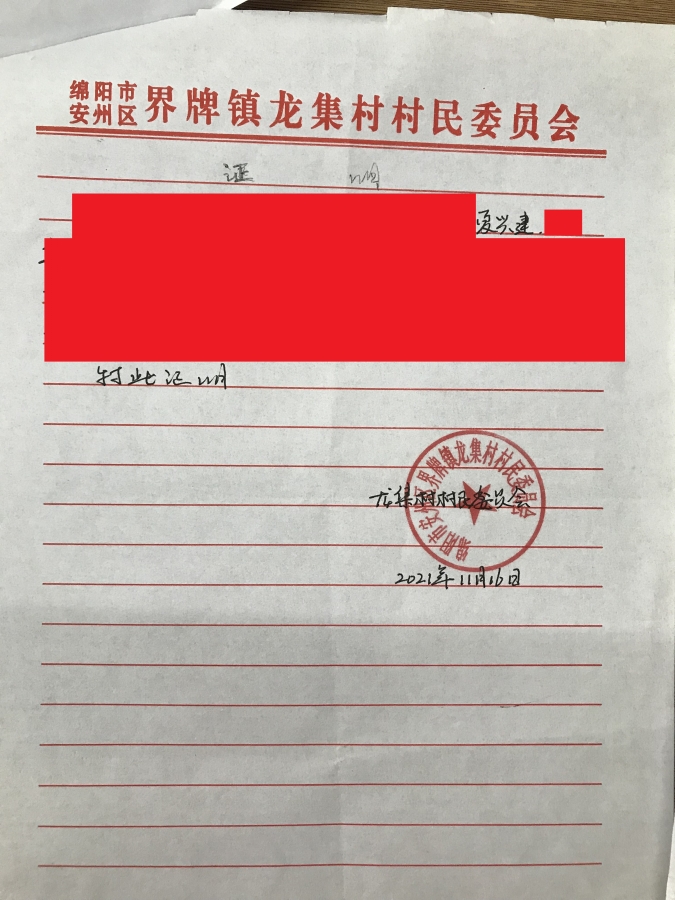 绵阳市
安州区 界牌镇龙集村村民委员会
证 明
夏兴建,
特此证明
龙集村村民委员会
绵阳市安州区界牌镇龙集村村民委员会
2021年11月16日